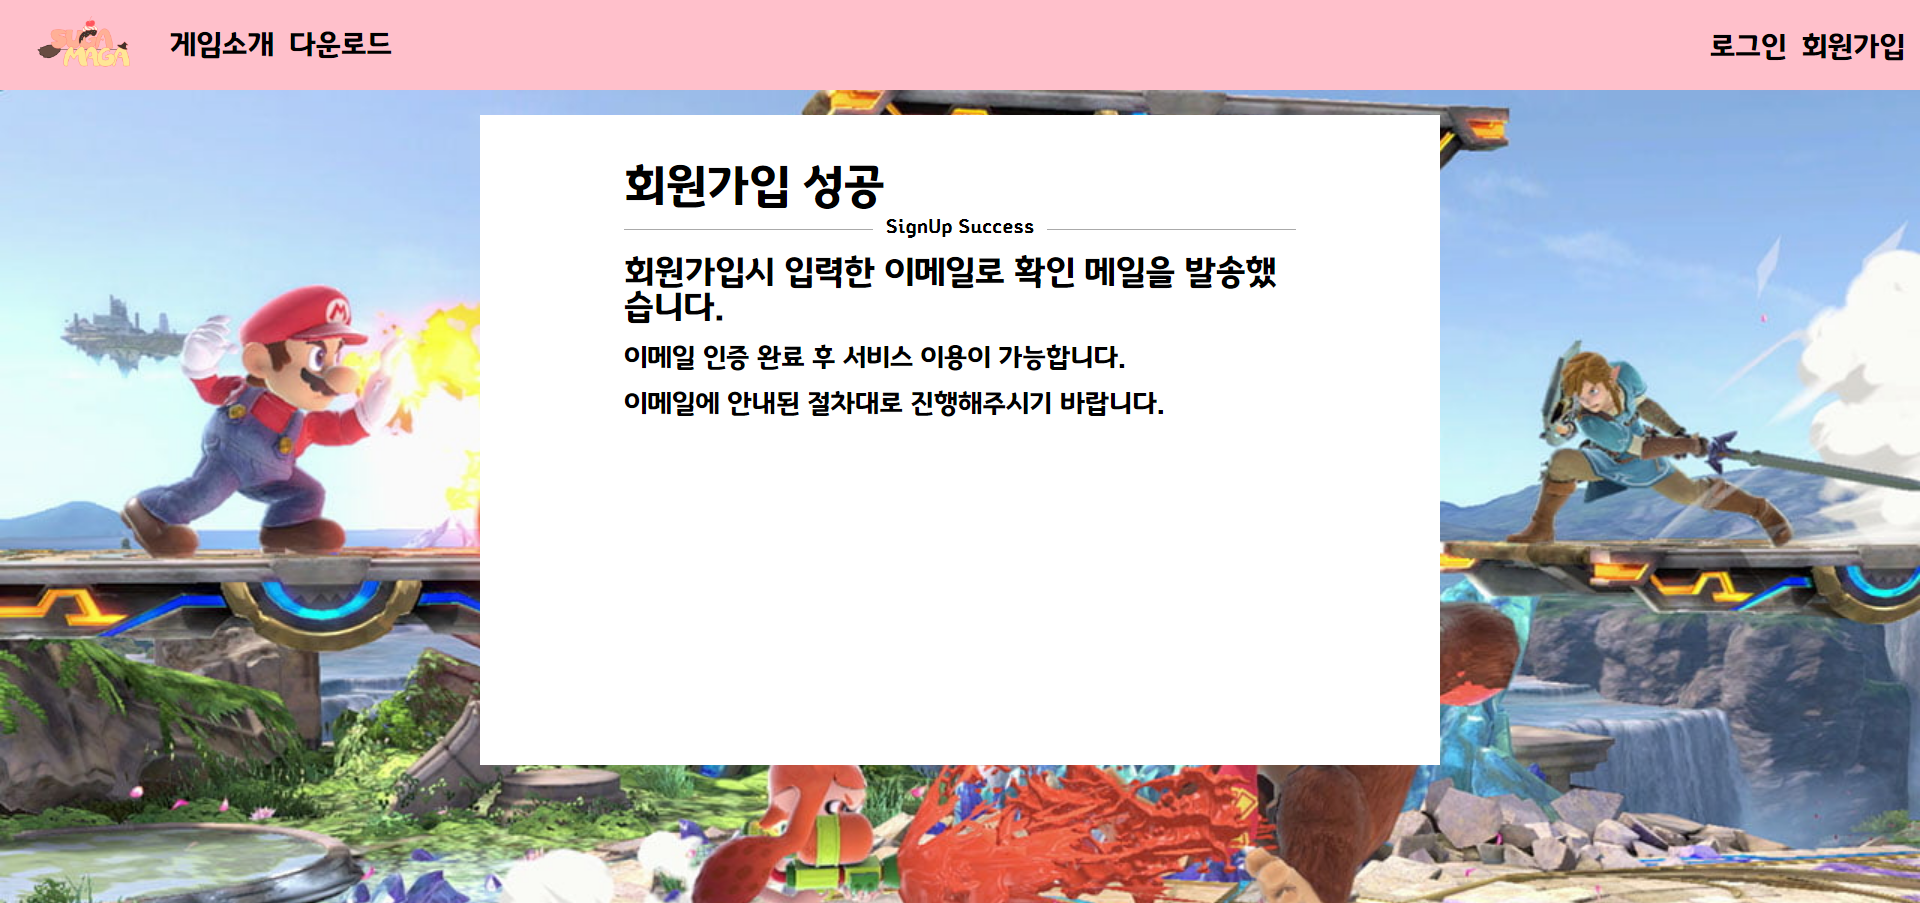 SUGA
MAGA
게임소개 다운로드
로그인 회원가입
회원가입 성공
SignUp Success
회원가입시 입력한 이메일로 확인 메일을 발송했
습니다.
이메일 인증 완료 후 서비스 이용이 가능합니다.
이메일에 안내된 절차대로 진행해주시기 바랍니다.
M